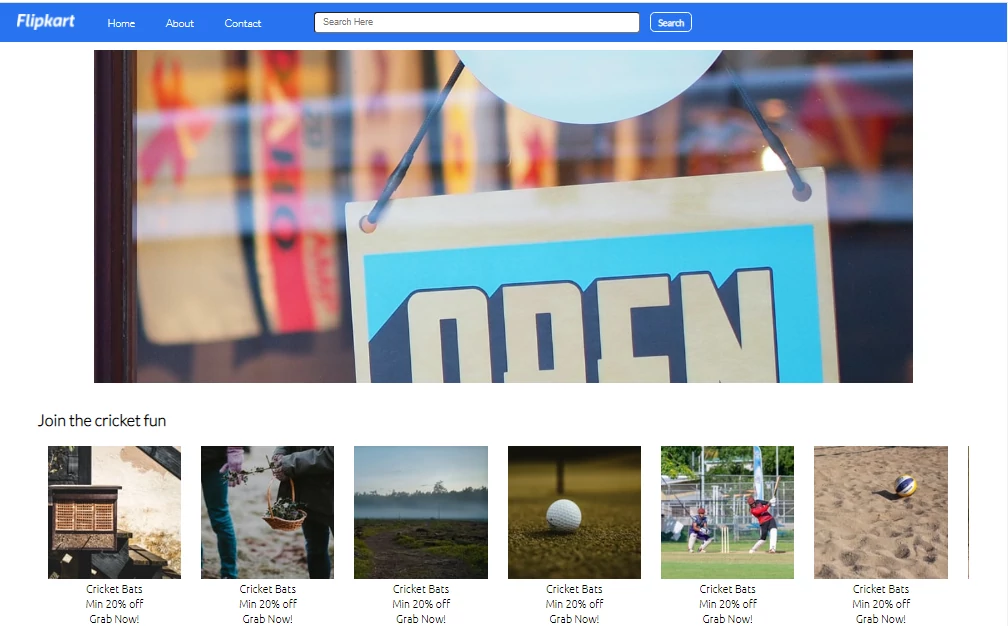 Flipkart Home About Contact Search Here Search
OPEN
Join the cricket fun
Cricket Bats Cricket Bats Cricket Bats Cricket Bats Cricket Bats Cricket Bats
Min 20% off Min 20% off Min 20% off Min 20% off Min 20% off Min 20% off
Grab Now! Grab Now! Grab Now! Grab Now! Grab Now! Grab Now!